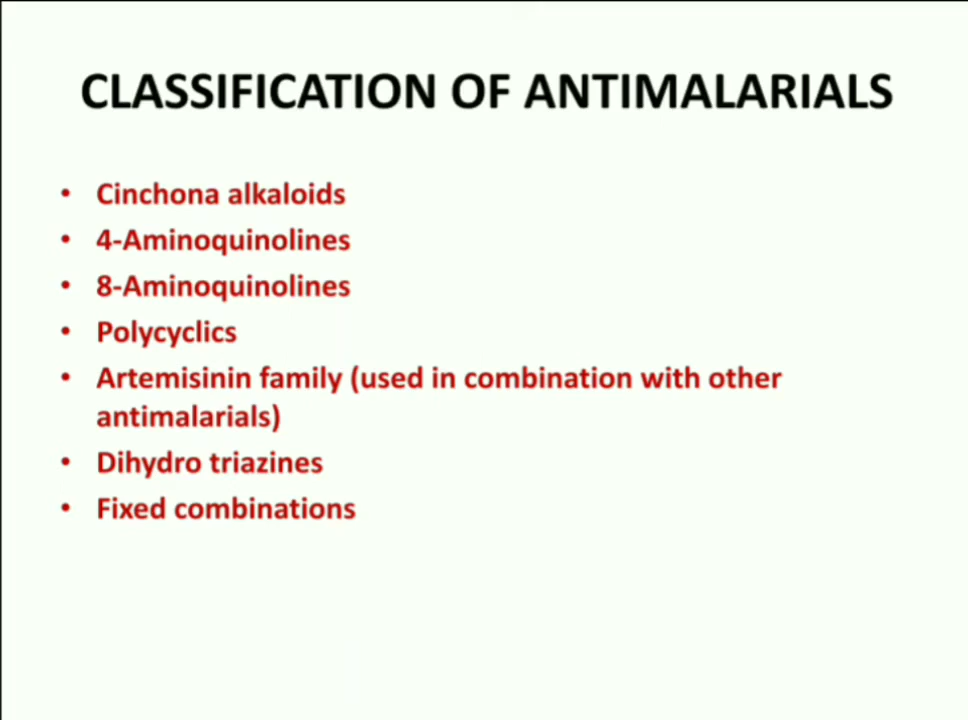 CLASSIFICATION OF ANTIMALARIALS
• Cinchona alkaloids
• 4-Aminoquinolines
• 8-Aminoquinolines
• Polycyclics
• Artemisinin family (used in combination with other
antimalarials)
• Dihydro triazines
• Fixed combinations